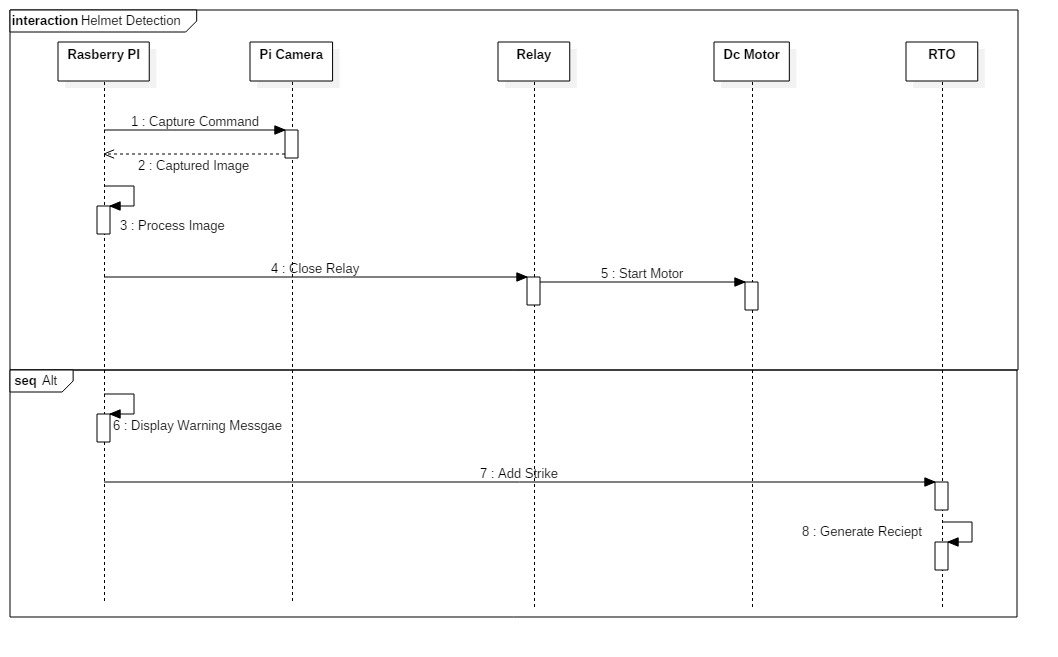 interaction Helmet Detection
Rasberry PI
Pi Camera
Relay
Dc Motor
RTO
1 : Capture Command
2 : Captured Image
3 : Process Image
4 : Close Relay
5 : Start Motor
seq Alt
6 : Display Warning Messgae
7 : Add Strike
8 : Generate Reciept